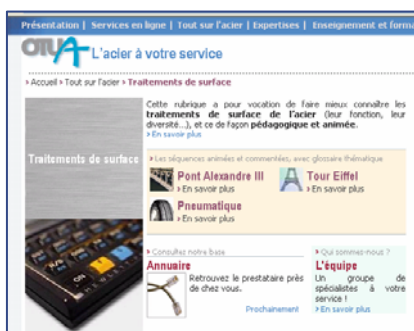 Présentation | Services en ligne | Tout sur l'acier | Expertises | Enseignement et forma
OTUA L'acier à votre service
› Accueil › Tout sur l'acier › Traitements de surface
Traitements de surface
Cette rubrique a pour vocation de faire mieux connaître les
traitements de surface de l'acier (leur fonction, leur
diversité...), et ce de façon pédagogique et animée.
› En savoir plus
› Les séquences animées et commentées, avec glossaire thématique
Pont Alexandre III
› En savoir plus
Tour Eiffel
› En savoir plus
Pneumatique
› En savoir plus
› Consultez notre base
Annuaire
Retrouvez le prestataire près
de chez vous.
Prochainement
› Qui sommes-nous ?
L'équipe
Un groupe de
spécialistes à votre
service !
› En savoir plus
ON